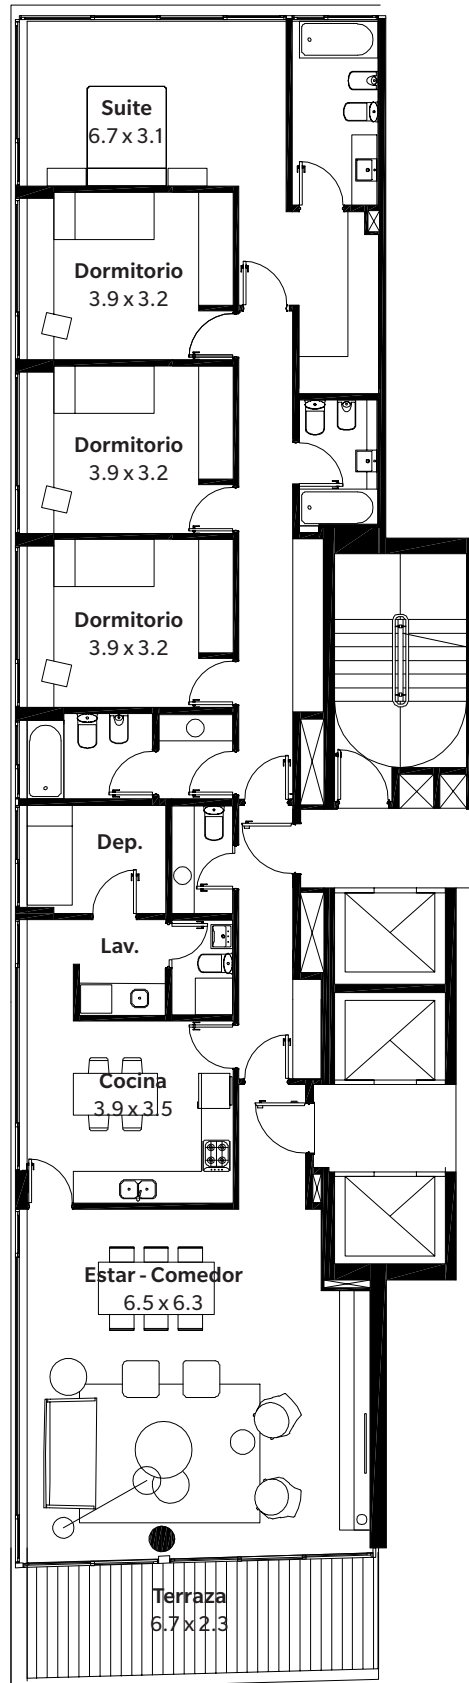 Suite
6.7 x 3.1
Dormitorio
3.9 x 3.2
Dormitorio
3.9 x 3.2
Dormitorio
3.9 x 3.2
Dep.
Lav.
Cocina
3.9 x 3.5
Estar - Comedor
6.5 x 6.3
Terraza
6.7 x 2.3